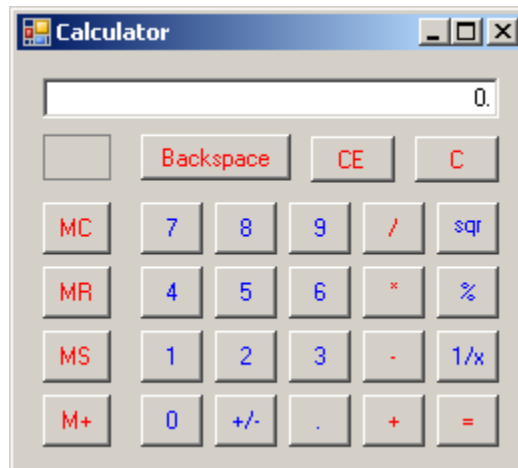 Calculator
0.
Backspace CE C
MC 7 8 9 / sqr
MR 4 5 6 * %
MS 1 2 3 - 1/x
M+ 0 +/- . + =